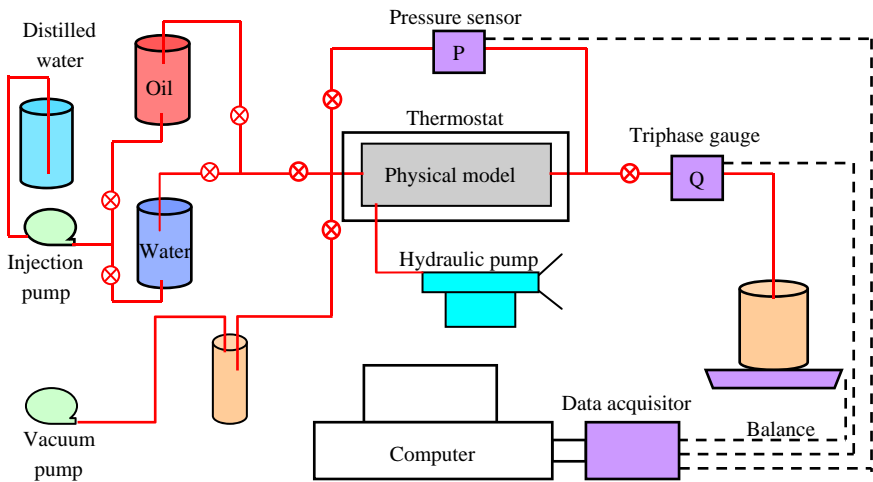 Pressure sensor
P
Distilled
water
Oil
Thermostat
Triphase gauge
Physical model
Q
Water
Injection
pump
Hydraulic pump
Data acquisitor
Balance
Computer
Vacuum
pump